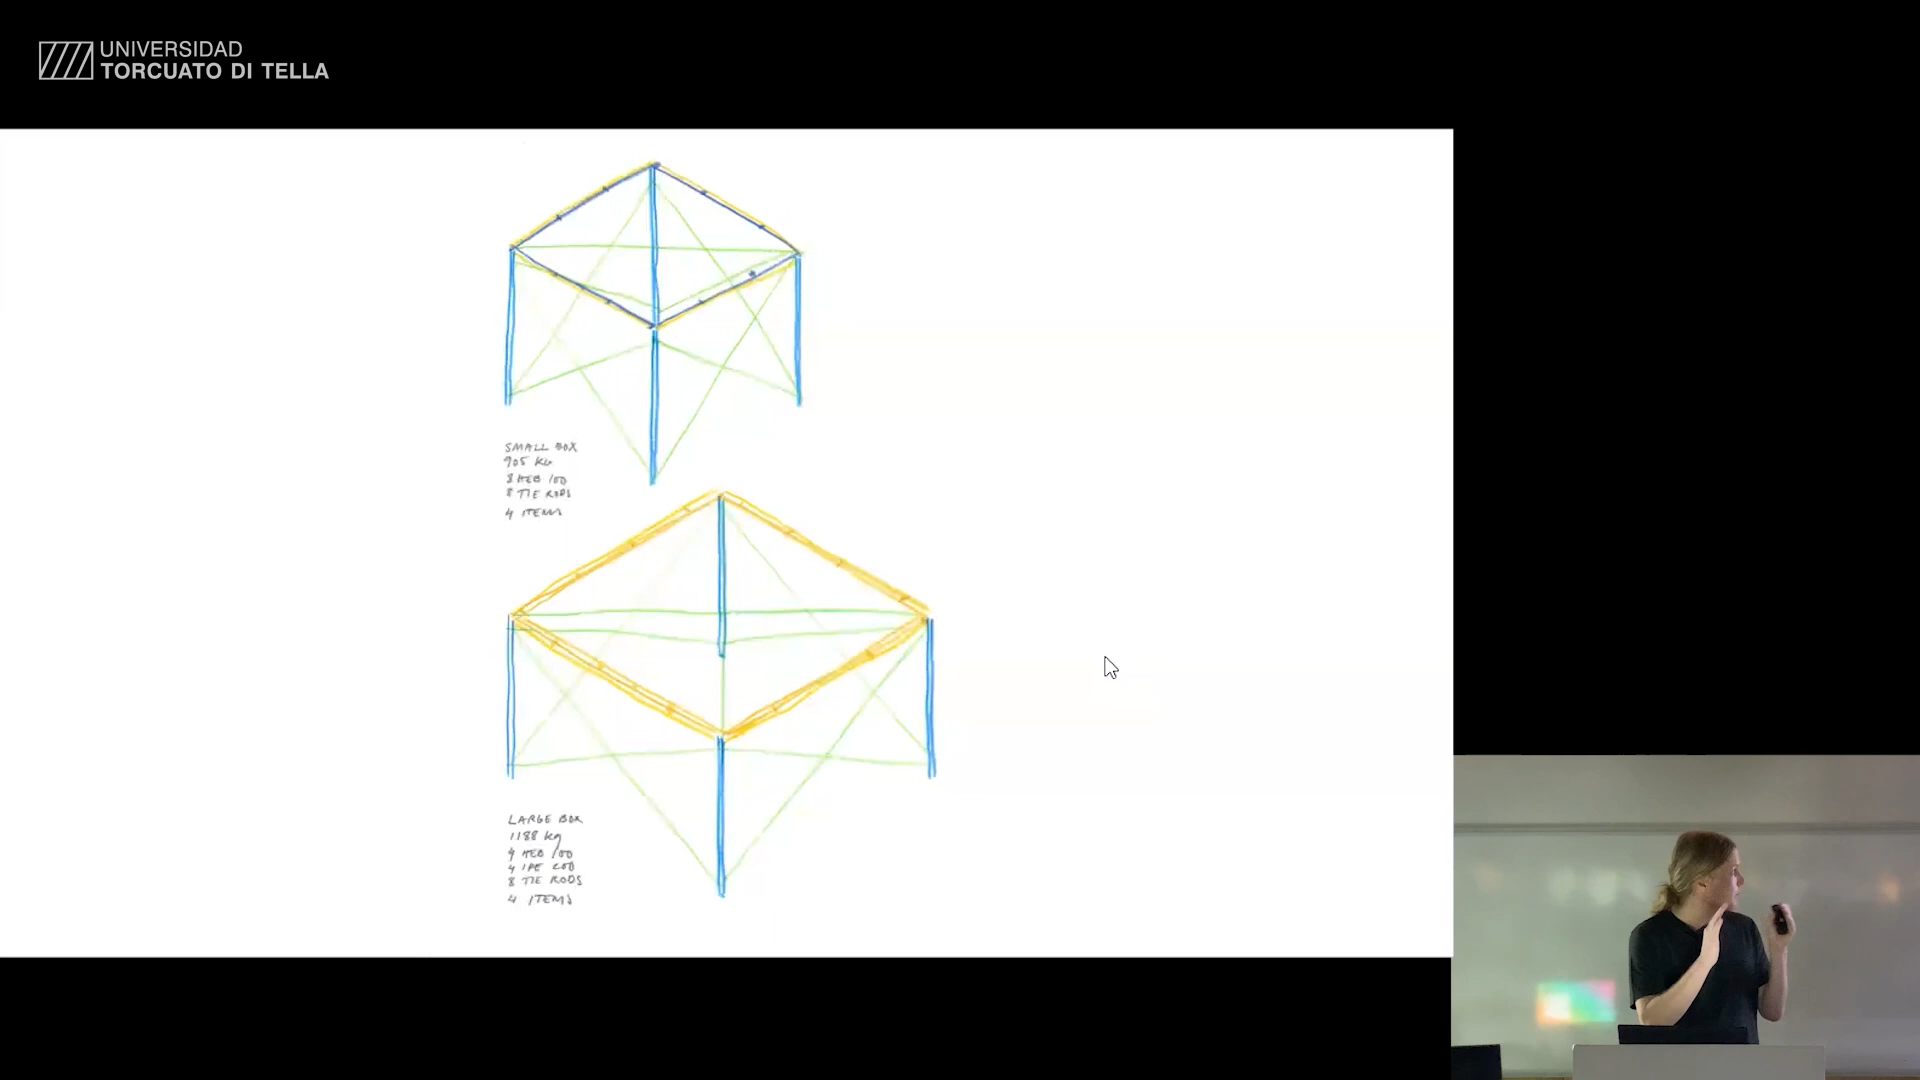 UNIVERSIDAD
TORCUATO DI TELLA
SMALL BOX
905 KG
8 HEB 100
8 TIE RODS
4 ITEMS
LARGE BOX
1188 kg
4 HEB 100
4 IPE 200
8 TIE RODS
4 ITEMS